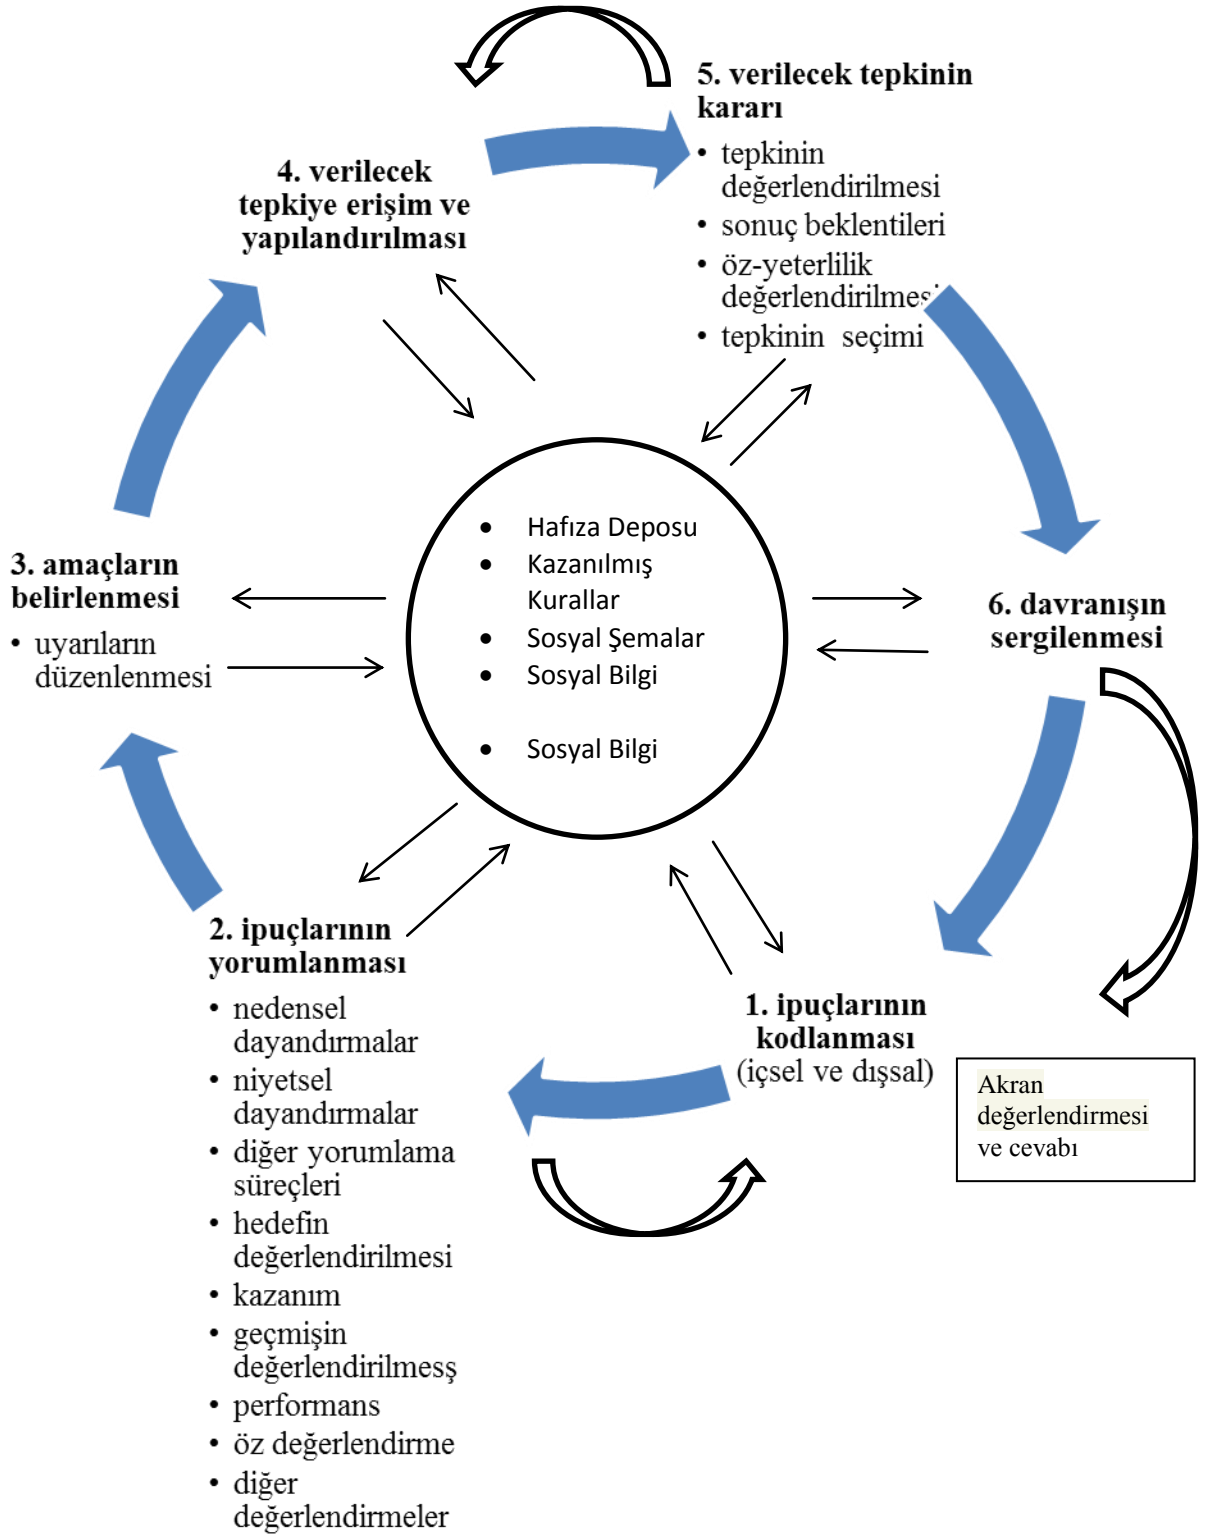 5. verilecek tepkinin
kararı
• tepkinin
değerlendirilmesi
• sonuç beklentileri
• öz-yeterlilik
değerlendirilmesi
• tepkinin seçimi
4. verilecek
tepkiye erişim ve
yapılandırılması
• Hafıza Deposu
• Kazanılmış
Kurallar
• Sosyal Şemalar
• Sosyal Bilgi
• Sosyal Bilgi
3. amaçların
belirlenmesi
• uyarıların
düzenlenmesi
6. davranışın
sergilenmesi
2. ipuçlarının
yorumlanması
• nedensel
dayandırmalar
• niyetsel
dayandırmalar
• diğer yorumlama
süreçleri
• hedefin
değerlendirilmesi
• kazanım
• geçmişin
değerlendirilmesş
• performans
• öz değerlendirme
• diğer
değerlendirmeler
1. ipuçlarının
kodlanması
(içsel ve dışsal)
Akran
değerlendirmesi
ve cevabı